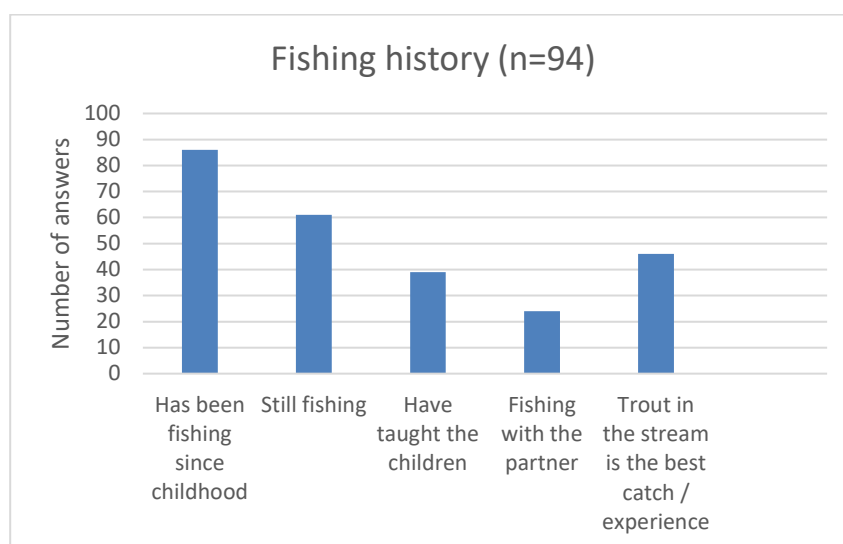 Fishing history (n=94)
Number of answers
100
90
80
70
60
50
40
30
20
10
0
Has been
fishing
since
childhood
Still fishing
Have
taught the
children
Fishing
with the
partner
Trout in
the stream
is the best
catch /
experience